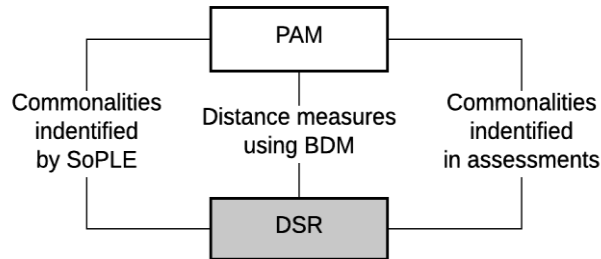 PAM
Commonalities
indentified
by SoPLE
Distance measures
using BDM
Commonalities
indentified
in assessments
DSR